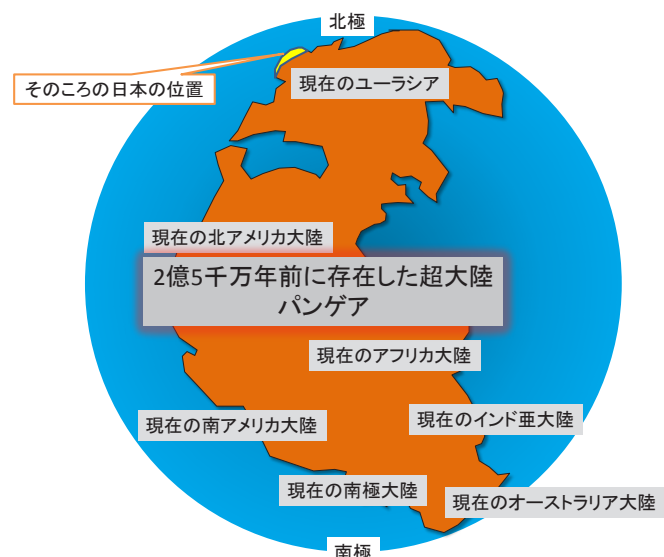 北極
そのころの日本の位置
現在のユーラシア
現在の北アメリカ大陸
2億5千万年前に存在した超大陸
パンゲア
現在のアフリカ大陸
現在の南アメリカ大陸
現在のインド亜大陸
現在の南極大陸
現在のオーストラリア大陸
南極